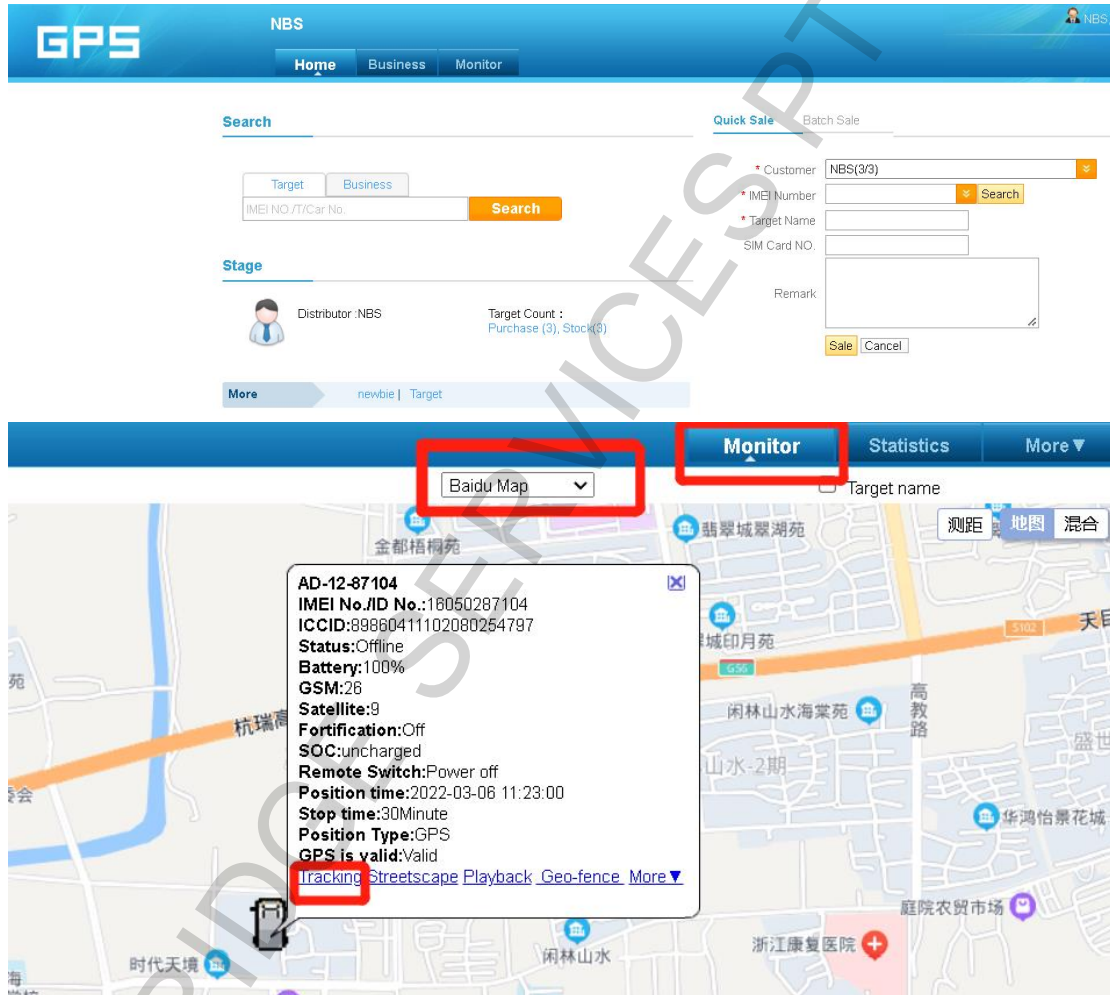 GPS
NBS
NBS
Home Business Monitor
Search
Target Business
IMEI NO./T/Car No. Search
Stage
Distributor :NBS
Target Count :
Purchase (3), Stock(3)
More newbie | Target
Quick Sale Batch Sale
* Customer NBS(3/3)
* IMEI Number Search
* Target Name
SIM Card NO.
Remark
Sale Cancel
Monitor Statistics More▼
Baidu Map Target name
测距 地图 混合
金都梧桐苑
翡翠城翠湖苑
AD-12-87104
IMEI No./ID No.:16050287104
ICCID:89860411102080254797
Status:Offline
Battery:100%
GSM:26
Satellite:9
Fortification:Off
SOC:uncharged
Remote Switch:Power off
Position time:2022-03-06 11:23:00
Stop time:30Minute
Position Type:GPS
GPS is valid:Valid
Tracking Streetscape Playback Geo-fence More▼
城印月苑
S102
天目
G56
苑
杭瑞高
闲林山水海棠苑
高教路
盛世
山水-2期
委会
华鸿怡景花城
庭院农贸市场
浙江康复医院
闲林山水
时代天境
海
RIDGE SERVICES PT